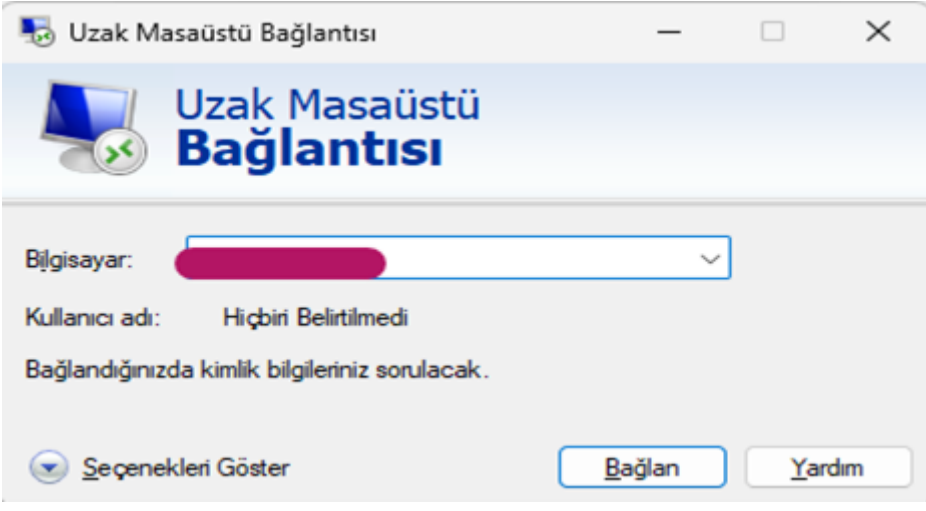 Uzak Masaüstü Bağlantısı
Uzak Masaüstü
Bağlantısı
Bilgisayar:
Kullanıcı adı: Hiçbiri Belirtilmedi
Bağlandığınızda kimlik bilgileriniz sorulacak.
Seçenekleri Göster Bağlan Yardım